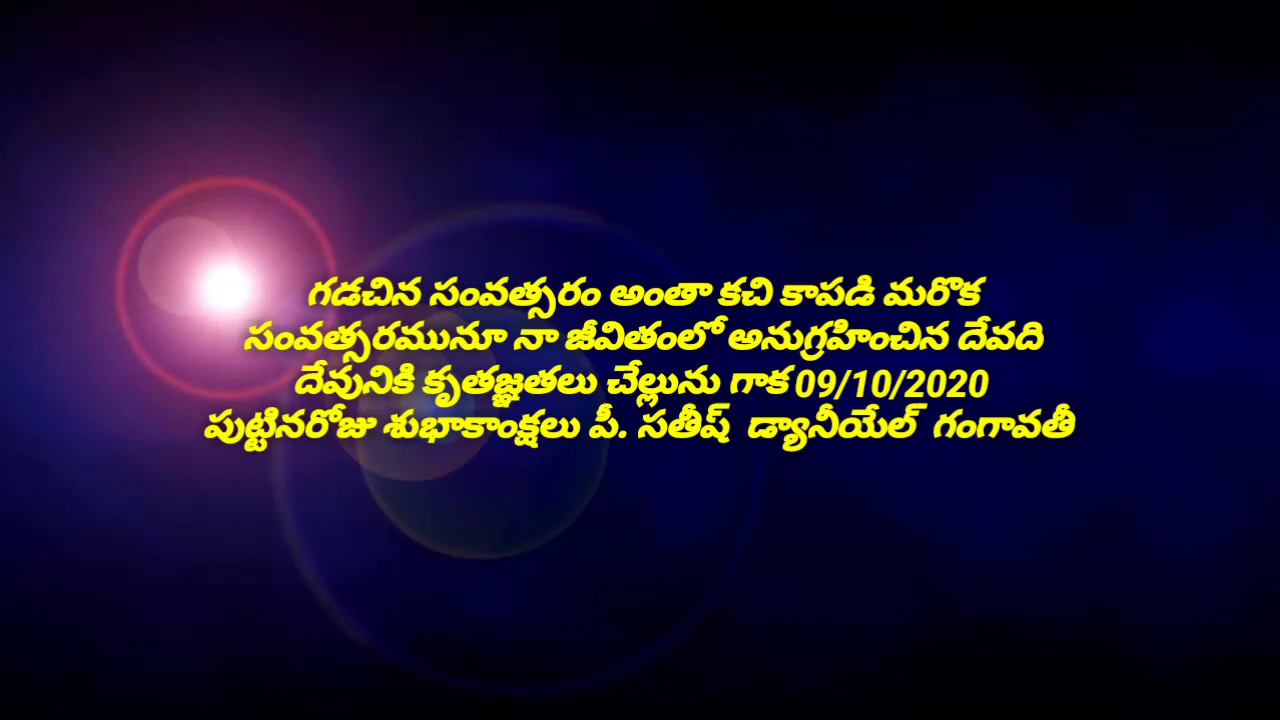 గడచిన సంవత్సరం అంతా కచి కాపడి మరొక
సంవత్సరమునూ నా జీవితంలో అనుగ్రహించిన దేవది
దేవునికి కృతజ్ఞతలు చేల్లును గాక 09/10/2020
పుట్టినరోజు శుభాకాంక్షలు పీ. సతీష్ డ్యానీయేల్ గంగావతీ